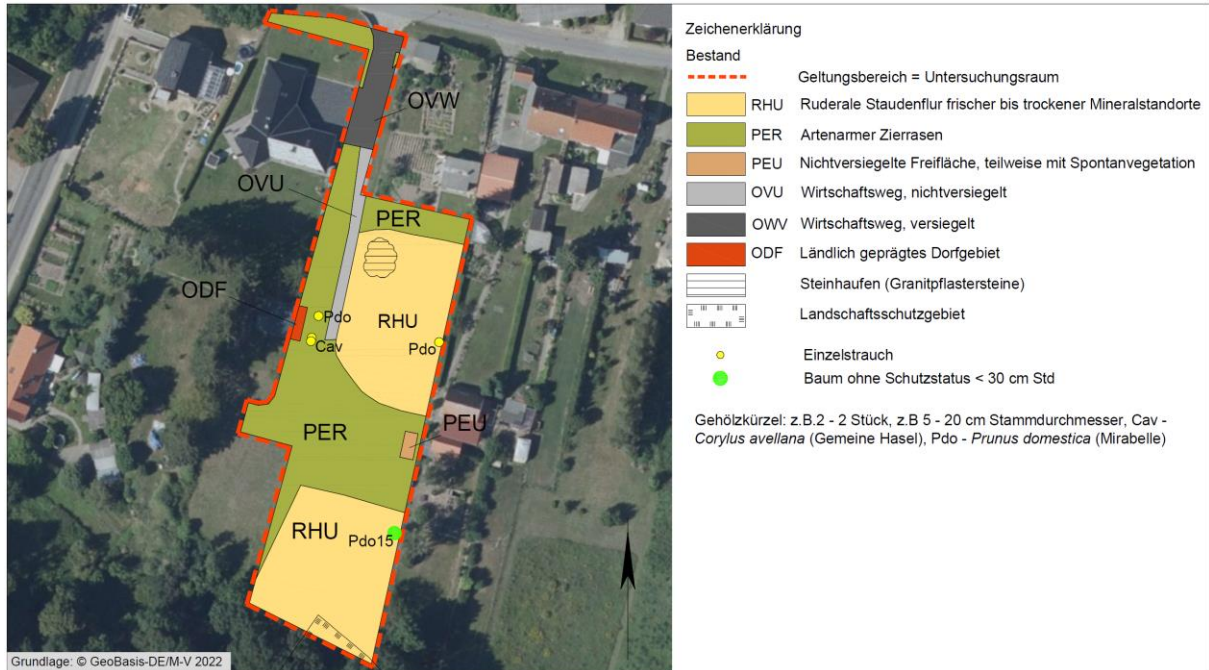 OVW
OVU
PER
ODF
Pdo
RHU
Cav
Pdo
PER
PEU
RHU
Pdo15
Grundlage: © GeoBasis-DE/M-V 2022
Zeichenerklärung
Bestand
Geltungsbereich = Untersuchungsraum
RHU Ruderale Staudenflur frischer bis trockener Mineralstandorte
PER Artenarmer Zierrasen
PEU Nichtversiegelte Freifläche, teilweise mit Spontanvegetation
OVU Wirtschaftsweg, nichtversiegelt
OWV Wirtschaftsweg, versiegelt
ODF Ländlich geprägtes Dorfgebiet
Steinhaufen (Granitpflastersteine)
Landschaftsschutzgebiet
Einzelstrauch
Baum ohne Schutzstatus < 30 cm Std
Gehölzkürzel: z.B.2 - 2 Stück, z.B 5 - 20 cm Stammdurchmesser, Cav -
Corylus avellana (Gemeine Hasel), Pdo - Prunus domestica (Mirabelle)